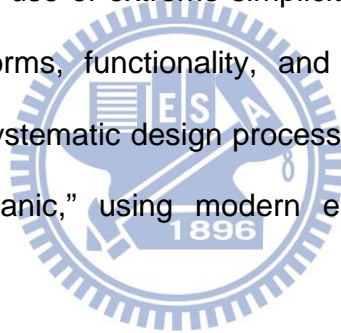 use of extreme simplicit
orms, functionality, and
E S A
ystematic design process
anic,” using modern e
1896